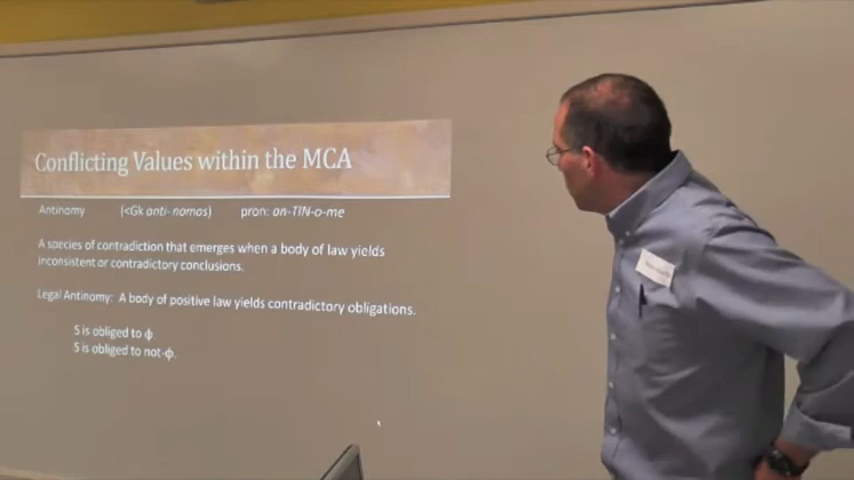 Conflicting Values within the MCA
Antinomy (<Gk anti- nomos) pron: an-TIN-o-me
A species of contradiction that emerges when a body of law yields
inconsistent or contradictory conclusions.
Legal Antinomy: A body of positive law yields contradictory obligations.
S is obliged to ϕ.
S is obliged to not-ϕ.